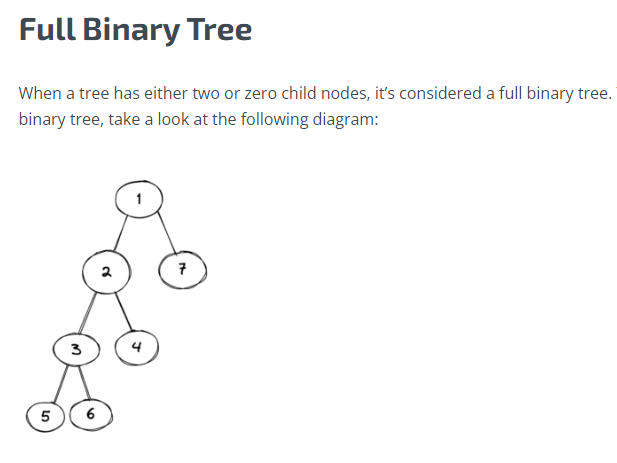 Full Binary Tree
When a tree has either two or zero child nodes, it’s considered a full binary tree.
binary tree, take a look at the following diagram:
1
2
7
3
4
5
6